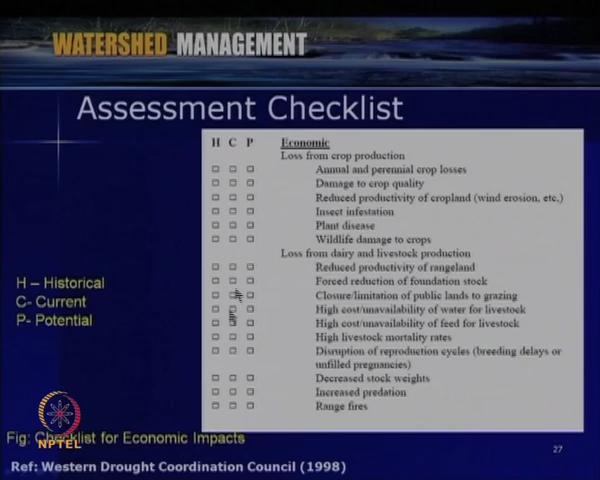 WATERSHED MANAGEMENT
Assessment Checklist
H C P Economic
Loss from crop production
Annual and perennial crop losses
Damage to crop quality
Reduced productivity of cropland (wind erosion, etc.)
Insect infestation
Plant disease
Wildlife damage to crops
Loss from dairy and livestock production
Reduced productivity of rangeland
Forced reduction of foundation stock
Closure/limitation of public lands to grazing
High cost/unavailability of water for livestock
High cost/unavailability of feed for livestock
High livestock mortality rates
Disruption of reproduction cycles (breeding delays or
unfilled pregnancies)
Decreased stock weights
Increased predation
Range fires
H – Historical
C- Current
P- Potential
Fig: Checklist for Economic Impacts
NPTEL
27
Ref: Western Drought Coordination Council (1998)